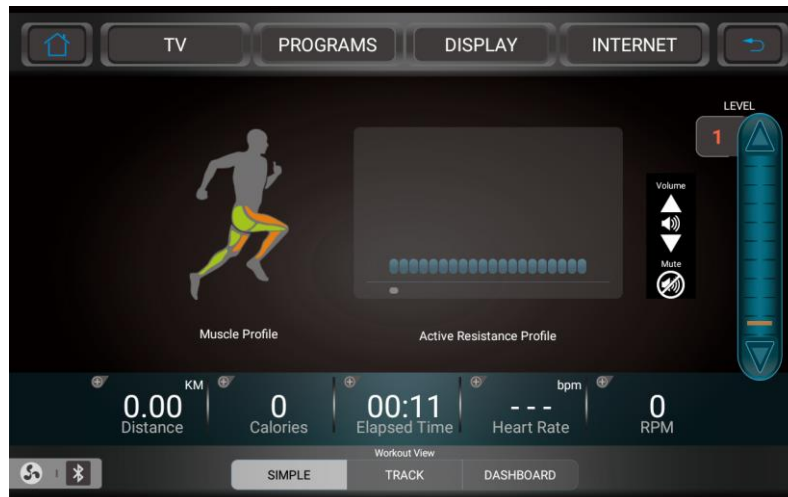 TV PROGRAMS DISPLAY INTERNET
LEVEL
1
Volume
Mute
Muscle Profile
Active Resistance Profile
KM
0.00
Distance
0
Calories
00:11
Elapsed Time
bpm
- - -
Heart Rate
0
RPM
Workout View
SIMPLE TRACK DASHBOARD